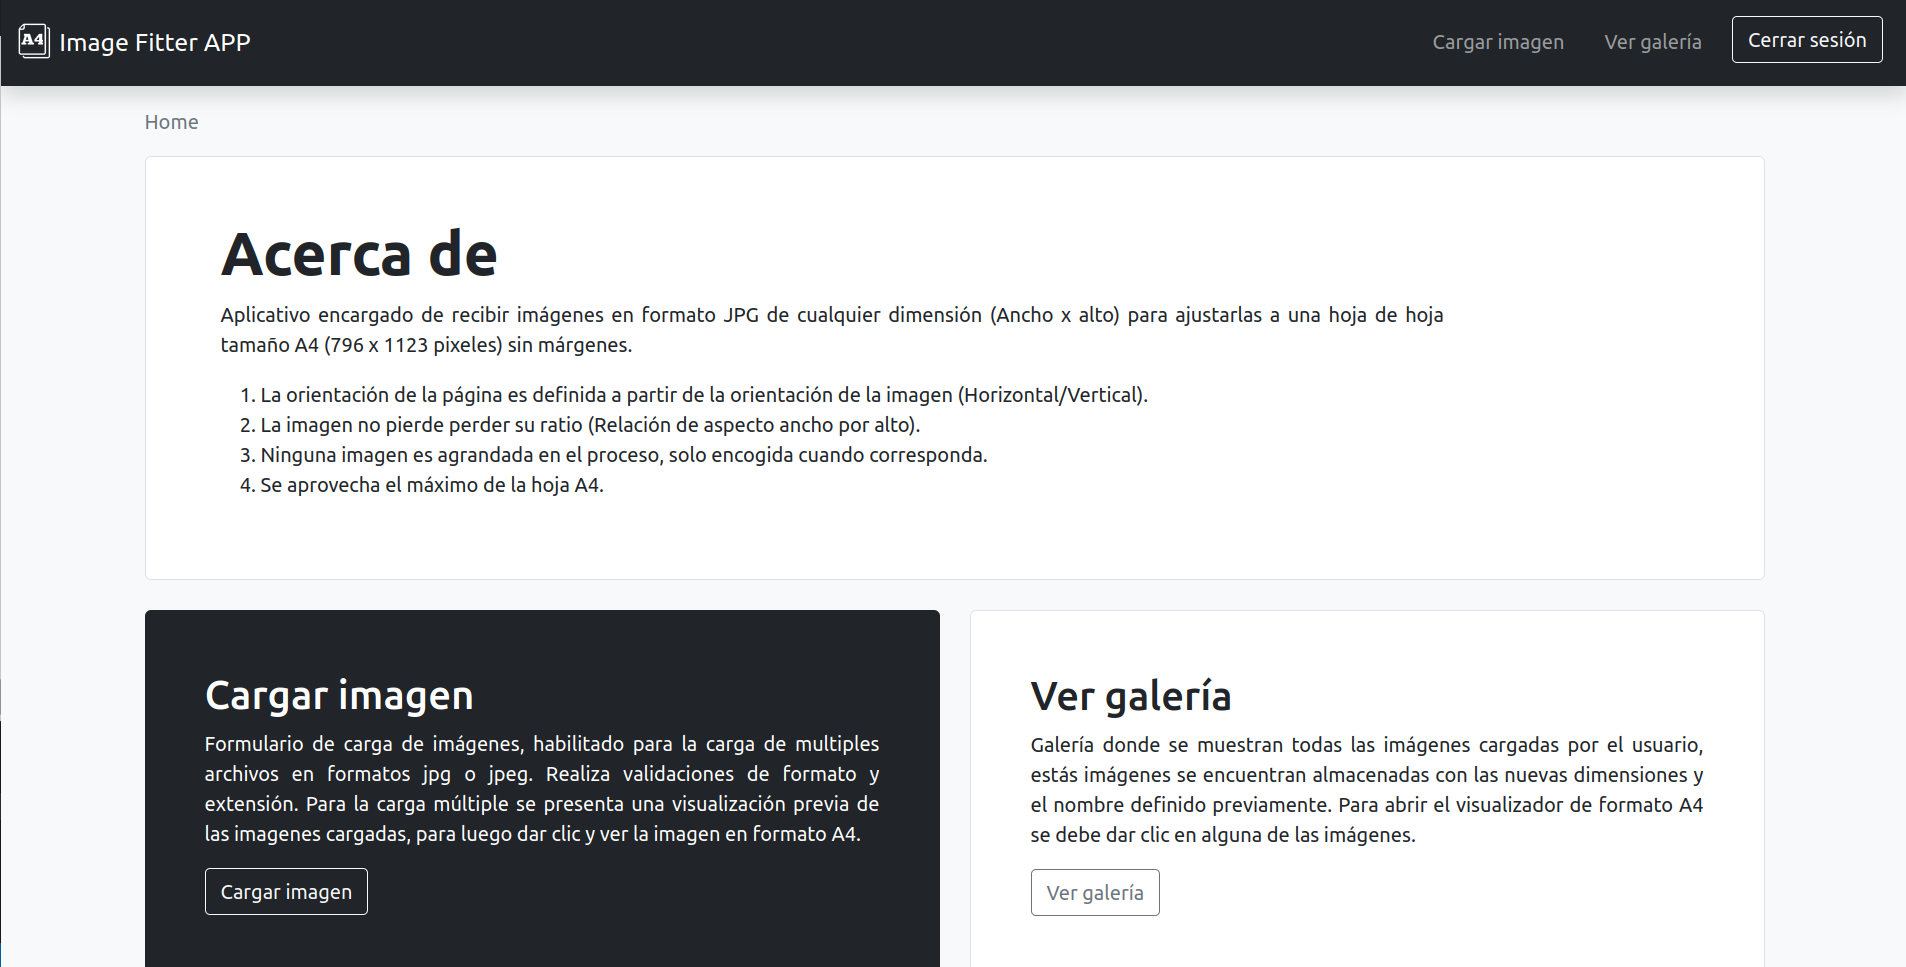 A4 Image Fitter APP
Cargar imagen
Ver galería
Cerrar sesión
Home
Acerca de
Aplicativo encargado de recibir imágenes en formato JPG de cualquier dimensión (Ancho x alto) para ajustarlas a una hoja de hoja
tamaño A4 (796 x 1123 pixeles) sin márgenes.
1. La orientación de la página es definida a partir de la orientación de la imagen (Horizontal/Vertical).
2. La imagen no pierde perder su ratio (Relación de aspecto ancho por alto).
3. Ninguna imagen es agrandada en el proceso, solo encogida cuando corresponda.
4. Se aprovecha el máximo de la hoja A4.
Cargar imagen
Formulario de carga de imágenes, habilitado para la carga de multiples
archivos en formatos jpg o jpeg. Realiza validaciones de formato y
extensión. Para la carga múltiple se presenta una visualización previa de
las imagenes cargadas, para luego dar clic y ver la imagen en formato A4.
Cargar imagen
Ver galería
Galería donde se muestran todas las imágenes cargadas por el usuario,
estás imágenes se encuentran almacenadas con las nuevas dimensiones y
el nombre definido previamente. Para abrir el visualizador de formato A4
se debe dar clic en alguna de las imágenes.
Ver galería